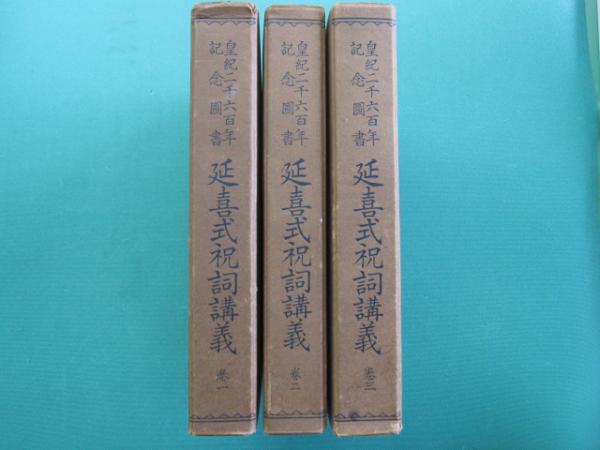 皇紀二千六百年
記念圖書
延喜式祝詞講義
卷一
皇紀二千六百年
記念圖書
延喜式祝詞講義
卷二
皇紀二千六百年
記念圖書
延喜式祝詞講義
卷三